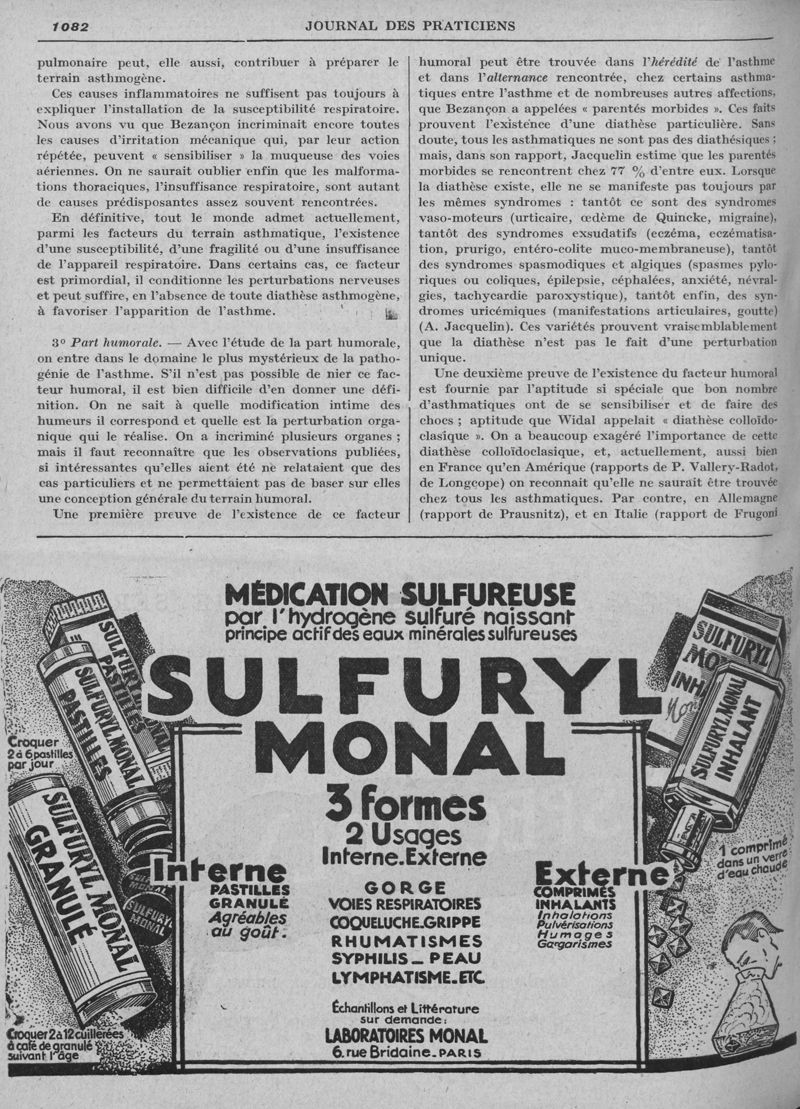 1082
JOURNAL DES PRATICIENS
pulmonaire peut, elle aussi, contribuer à préparer le
terrain asthmogène.
Ces causes inflammatoires ne suffisent pas toujours à
expliquer l'installation de la susceptibilité respiratoire.
Nous avons vu que Bezançon incriminait encore toutes
les causes d'irritation mécanique qui, par leur action
répétée, peuvent « sensibiliser » la muqueuse des voies
aériennes. On ne saurait oublier enfin que les malforma-
tions thoraciques, l'insuffisance respiratoire, sont autant
de causes prédisposantes assez souvent rencontrées.
En définitive, tout le monde admet actuellement,
parmi les facteurs du terrain asthmatique, l'existence
d'une susceptibilité, d'une fragilité ou d'une insuffisance
de l'appareil respiratoire. Dans certains cas, ce facteur
est primordial, il conditionne les perturbations nerveuses
et peut suffire, en l'absence de toute diathèse asthmogène,
à favoriser l'apparition de l'asthme.
3° Part humorale. — Avec l'étude de la part humorale,
on entre dans le domaine le plus mystérieux de la patho-
génie de l'asthme. S'il n'est pas possible de nier ce fac-
teur humoral, il est bien difficile d'en donner une défi-
nition. On ne sait à quelle modification intime des
humeurs il correspond et quelle est la perturbation orga-
nique qui le réalise. On a incriminé plusieurs organes ;
mais il faut reconnaître que les observations publiées,
si intéressantes qu'elles aient été ne relataient que des
cas particuliers et ne permettaient pas de baser sur elles
une conception générale du terrain humoral.
Une première preuve de l'existence de ce facteur
humoral peut être trouvée dans l'hérédité de l'asthme
et dans l'alternance rencontrée, chez certains asthma-
tiques entre l'asthme et de nombreuses autres affections,
que Bezançon a appelées « parentés morbides ». Ces faits
prouvent l'existence d'une diathèse particulière. Sans
doute, tous les asthmatiques ne sont pas des diathésiques ;
mais, dans son rapport, Jacquelin estime que les parentés
morbides se rencontrent chez 77 % d'entre eux. Lorsque
la diathèse existe, elle ne se manifeste pas toujours par
les mêmes syndromes : tantôt ce sont des syndromes
vaso-moteurs (urticaire, œdème de Quincke, migraine),
tantôt des syndromes exsudatifs (eczéma, eczématisa-
tion, prurigo, entéro-colite muco-membraneuse), tantôt
des syndromes spasmodiques et algiques (spasmes pylo-
riques ou coliques, épilepsie, céphalées, anxiété, névral-
gies, tachycardie paroxystique), tantôt enfin, des syn-
dromes uricémiques (manifestations articulaires, goutte)
(A. Jacquelin). Ces variétés prouvent vraisemblablement
que la diathèse n'est pas le fait d'une perturbation
unique.
Une deuxième preuve de l'existence du facteur humoral
est fournie par l'aptitude si spéciale que bon nombre
d'asthmatiques ont de se sensibiliser et de faire des
chocs ; aptitude que Widal appelait « diathèse colloïdo-
clasique ». On a beaucoup exagéré l'importance de cette
diathèse colloïdoclasique, et, actuellement, aussi bien
en France qu'en Amérique (rapports de P. Vallery-Radot,
de Longcope) on reconnaît qu'elle ne saurait être trouvée
chez tous les asthmatiques. Par contre, en Allemagne
(rapport de Prausnitz), et en Italie (rapport de Frugoni
MÉDICATION SULFUREUSE
par l'hydrogène sulfuré naissant
principe actif des eaux minérales sulfureuses
SULFURYL
MONAL
3 formes
2 Usages
Interne-Externe
Interne
PASTILLES
GRANULÉ
Agréables
au goût.
GORGE
VOIES RESPIRATOIRES
COQUELUCHE-GRIPPE
RHUMATISMES
SYPHILIS - PEAU
LYMPHATISME-ETC
Externe
COMPRIMÉS
INHALANTS
Inhalations
Pulvérisations
Humages
Gargarismes
Échantillons et Littérature
sur demande:
LABORATOIRES MONAL
6, rue Bridaine-PARIS
SULFURYL MONAL
PASTILLES
SULFURYL MONAL
PASTILLES
Croquer
2 à 6 pastilles
par jour
SULFURYL MONAL
GRANULÉ
SULFURYL
MONAL
Croquer 2 à 12 cuillerées
à café de granulé
suivant l'âge
SULFURYL
MO
INH
SULFURYL MONAL
INHALANT
1 comprimé
dans un verre
d'eau chaude